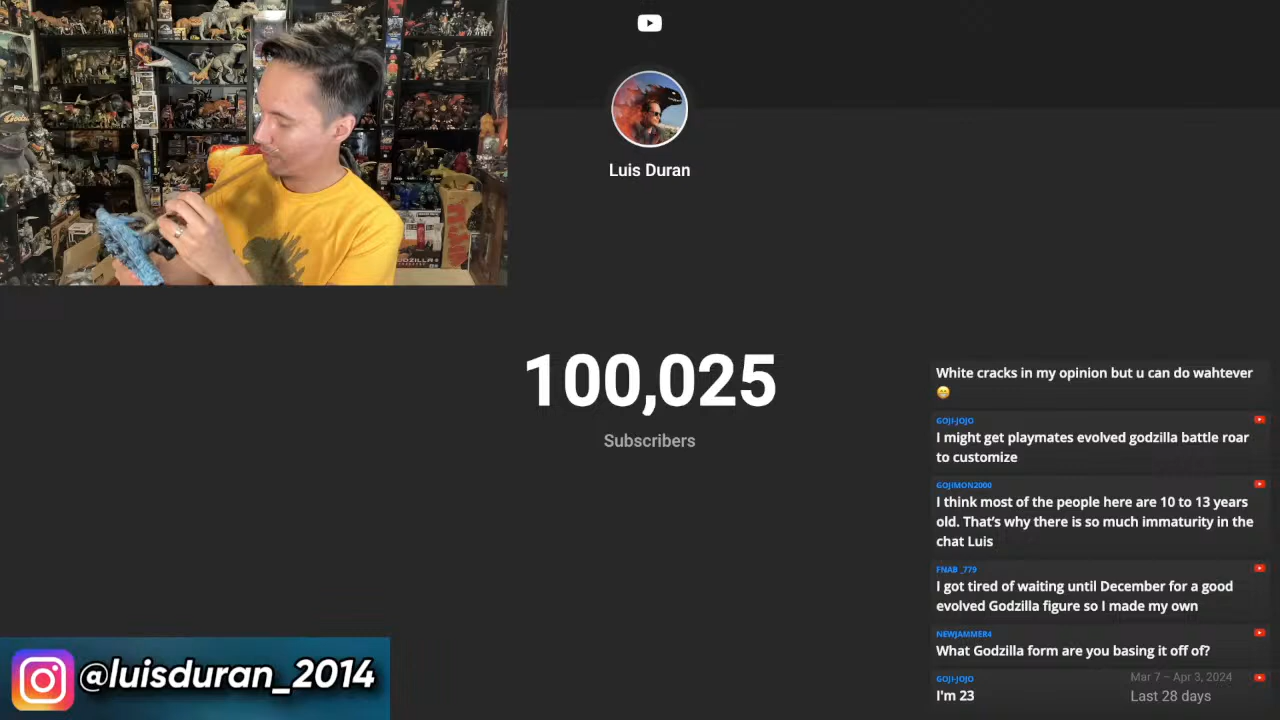 Luis Duran
100,025
Subscribers
White cracks in my opinion but u can do wahtever
😁
GOJI-JOJO
I might get playmates evolved godzilla battle roar
to customize
GOJIMON2000
I think most of the people here are 10 to 13 years
old. That's why there is so much immaturity in the
chat Luis
FNAB _779
I got tired of waiting until December for a good
evolved Godzilla figure so I made my own
NEWJAMMER4
What Godzilla form are you basing it off of?
GOJI-JOJO
I'm 23
Mar 7 – Apr 3, 2024
Last 28 days
@luisduran_2014